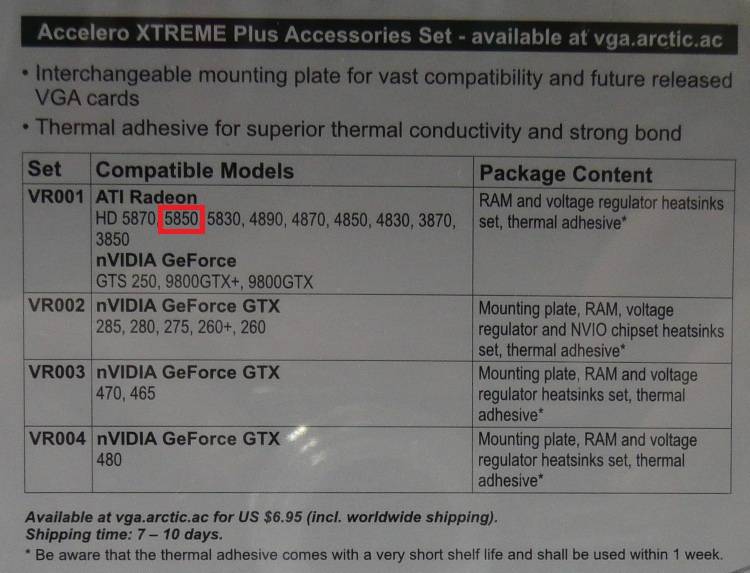 Accelero XTREME Plus Accessories Set - available at vga.arctic.ac
• Interchangeable mounting plate for vast compatibility and future released
VGA cards
• Thermal adhesive for superior thermal conductivity and strong bond
Set Compatible Models Package Content
VR001 ATI Radeon
HD 5870, 5850, 5830, 4890, 4870, 4850, 4830, 3870,
3850
nVIDIA GeForce
GTS 250, 9800GTX+, 9800GTX
RAM and voltage regulator heatsinks
set, thermal adhesive*
VR002 nVIDIA GeForce GTX
285, 280, 275, 260+, 260
Mounting plate, RAM, voltage
regulator and NVIO chipset heatsinks
set, thermal adhesive*
VR003 nVIDIA GeForce GTX
470, 465
Mounting plate, RAM and voltage
regulator heatsinks set, thermal
adhesive*
VR004 nVIDIA GeForce GTX
480
Mounting plate, RAM and voltage
regulator heatsinks set, thermal
adhesive*
Available at vga.arctic.ac for US $6.95 (incl. worldwide shipping).
Shipping time: 7 – 10 days.
* Be aware that the thermal adhesive comes with a very short shelf life and shall be used within 1 week.